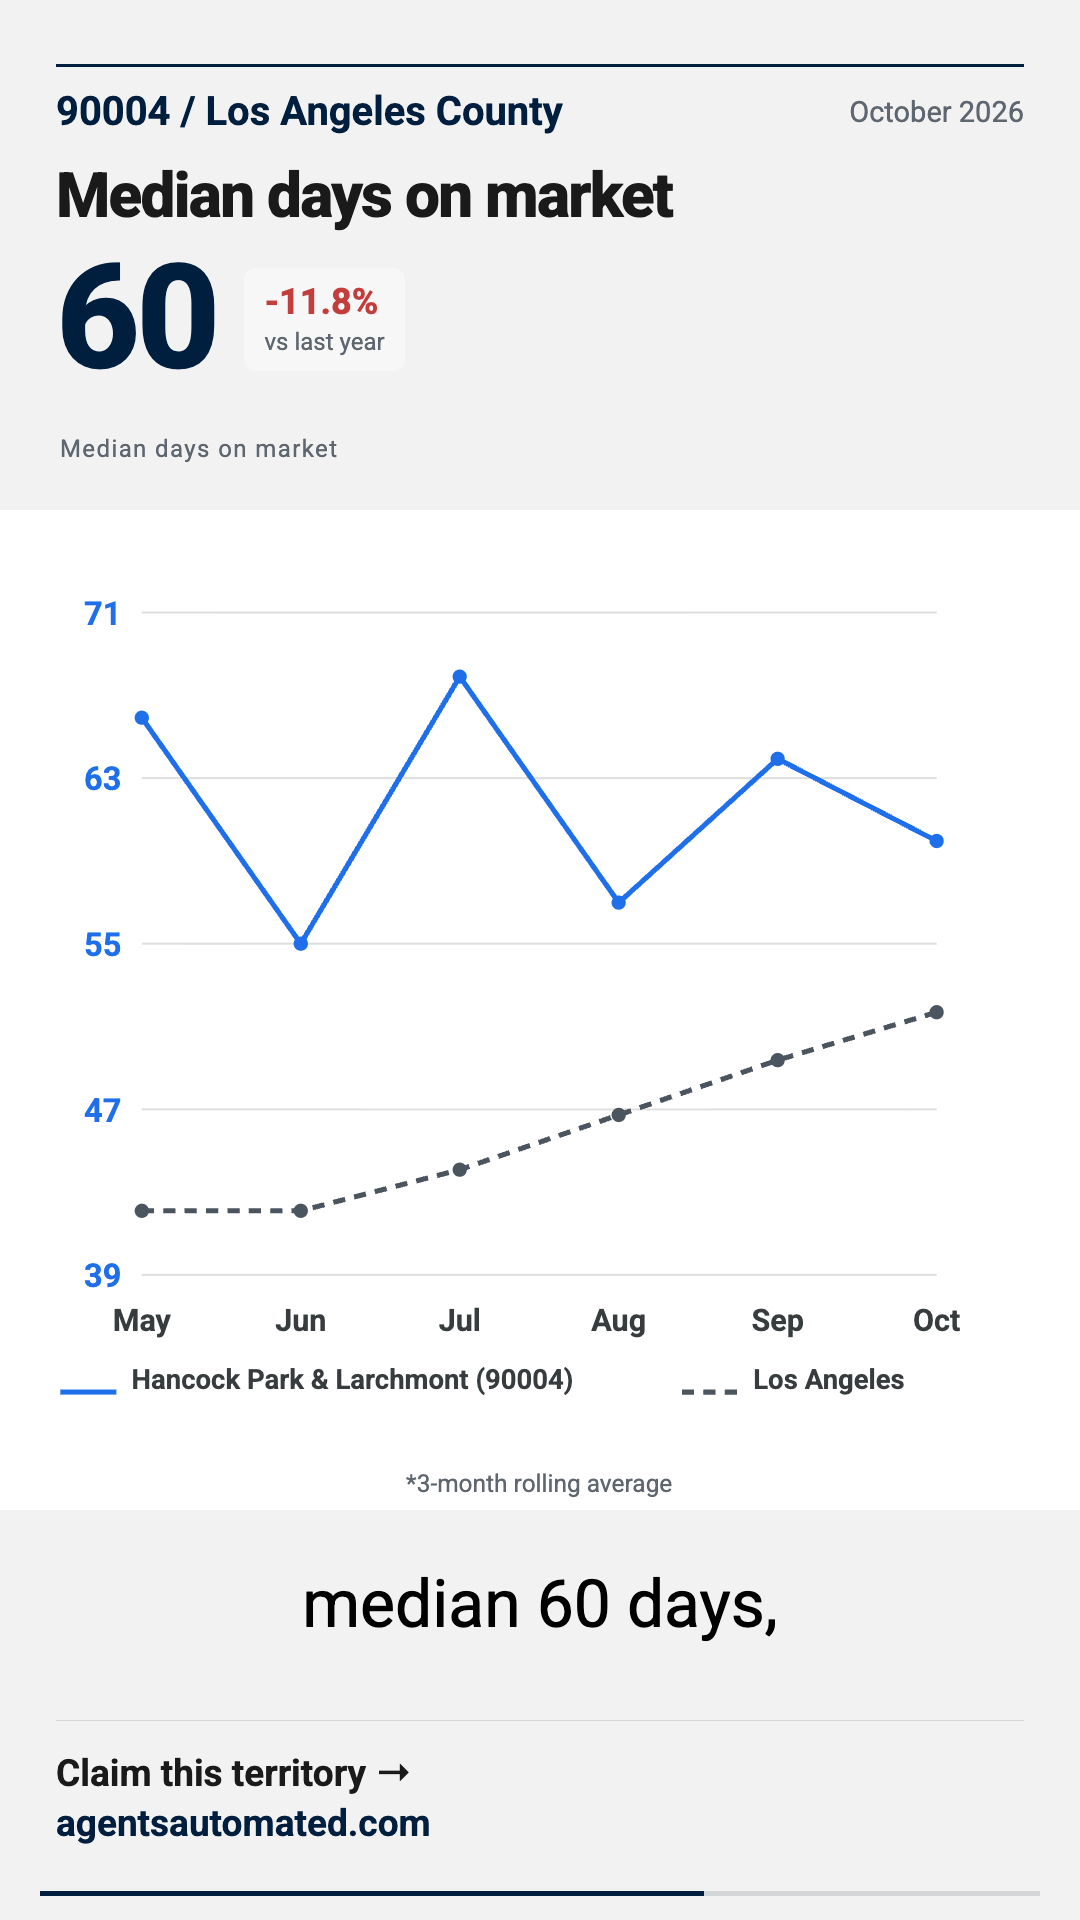 90004 / Los Angeles County
October 2026
Median days on market
60
-11.8%
vs last year
Median days on market
71
63
55
47
39
May Jun Jul Aug Sep Oct
Hancock Park & Larchmont (90004)
Los Angeles
*3-month rolling average
median 60 days,
Claim this territory →
agentsautomated.com